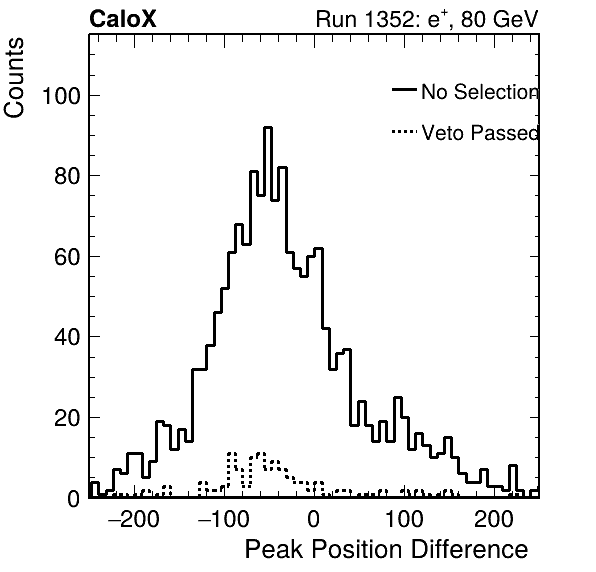 CaloX Run 1352: e+, 80 GeV
Counts
100
80
60
40
20
0
No Selection
Veto Passed
−200 −100 0 100 200
Peak Position Difference